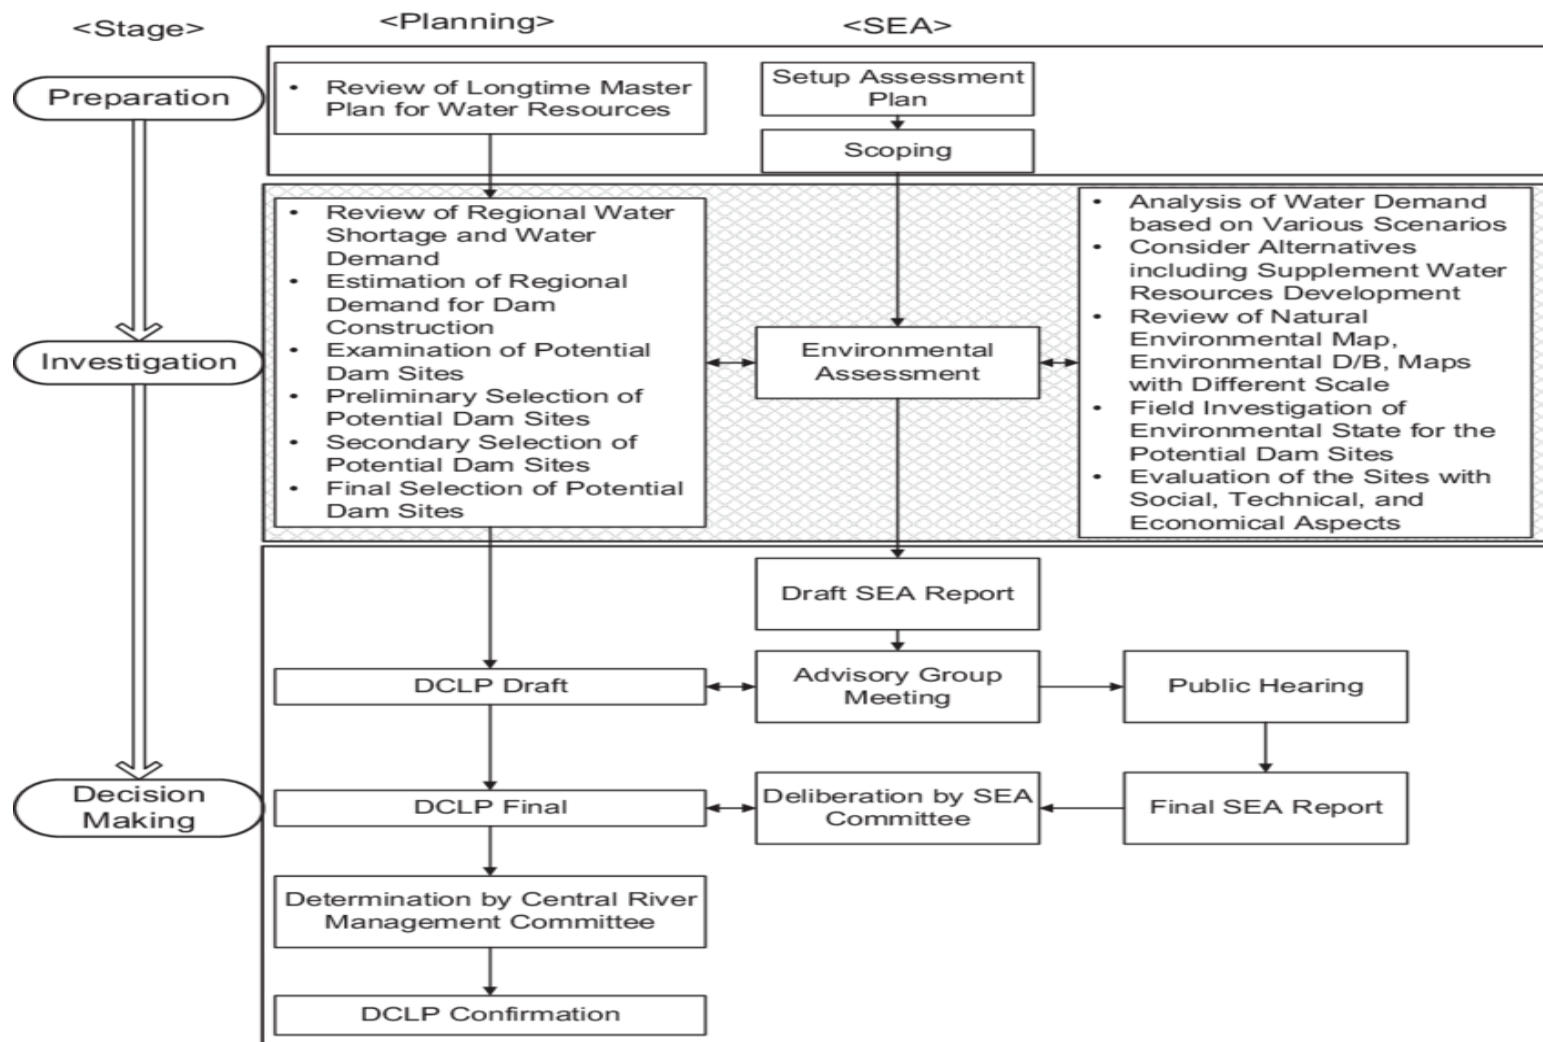 <Stage>
<Planning>
<SEA>
Preparation
• Review of Longtime Master
Plan for Water Resources
Setup Assessment
Plan
Scoping
Investigation
• Review of Regional Water
Shortage and Water
Demand
• Estimation of Regional
Demand for Dam
Construction
• Examination of Potential
Dam Sites
• Preliminary Selection of
Potential Dam Sites
• Secondary Selection of
Potential Dam Sites
• Final Selection of Potential
Dam Sites
Environmental
Assessment
• Analysis of Water Demand
based on Various Scenarios
• Consider Alternatives
including Supplement Water
Resources Development
• Review of Natural
Environmental Map,
Environmental D/B, Maps
with Different Scale
• Field Investigation of
Environmental State for the
Potential Dam Sites
• Evaluation of the Sites with
Social, Technical, and
Economical Aspects
Draft SEA Report
DCLP Draft
Advisory Group
Meeting
Public Hearing
Decision
Making
DCLP Final
Deliberation by SEA
Committee
Final SEA Report
Determination by Central River
Management Committee
DCLP Confirmation